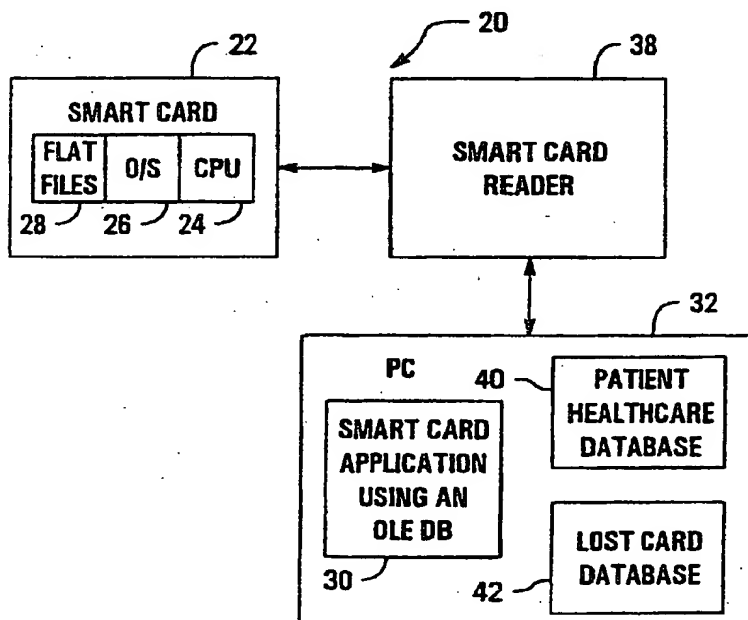 20
22
38
SMART CARD
FLAT
FILES
O/S
CPU
28
26
24
SMART CARD
READER
32
PC
40
PATIENT
HEALTHCARE
DATABASE
SMART CARD
APPLICATION
USING AN
OLE DB
30
LOST CARD
DATABASE
42